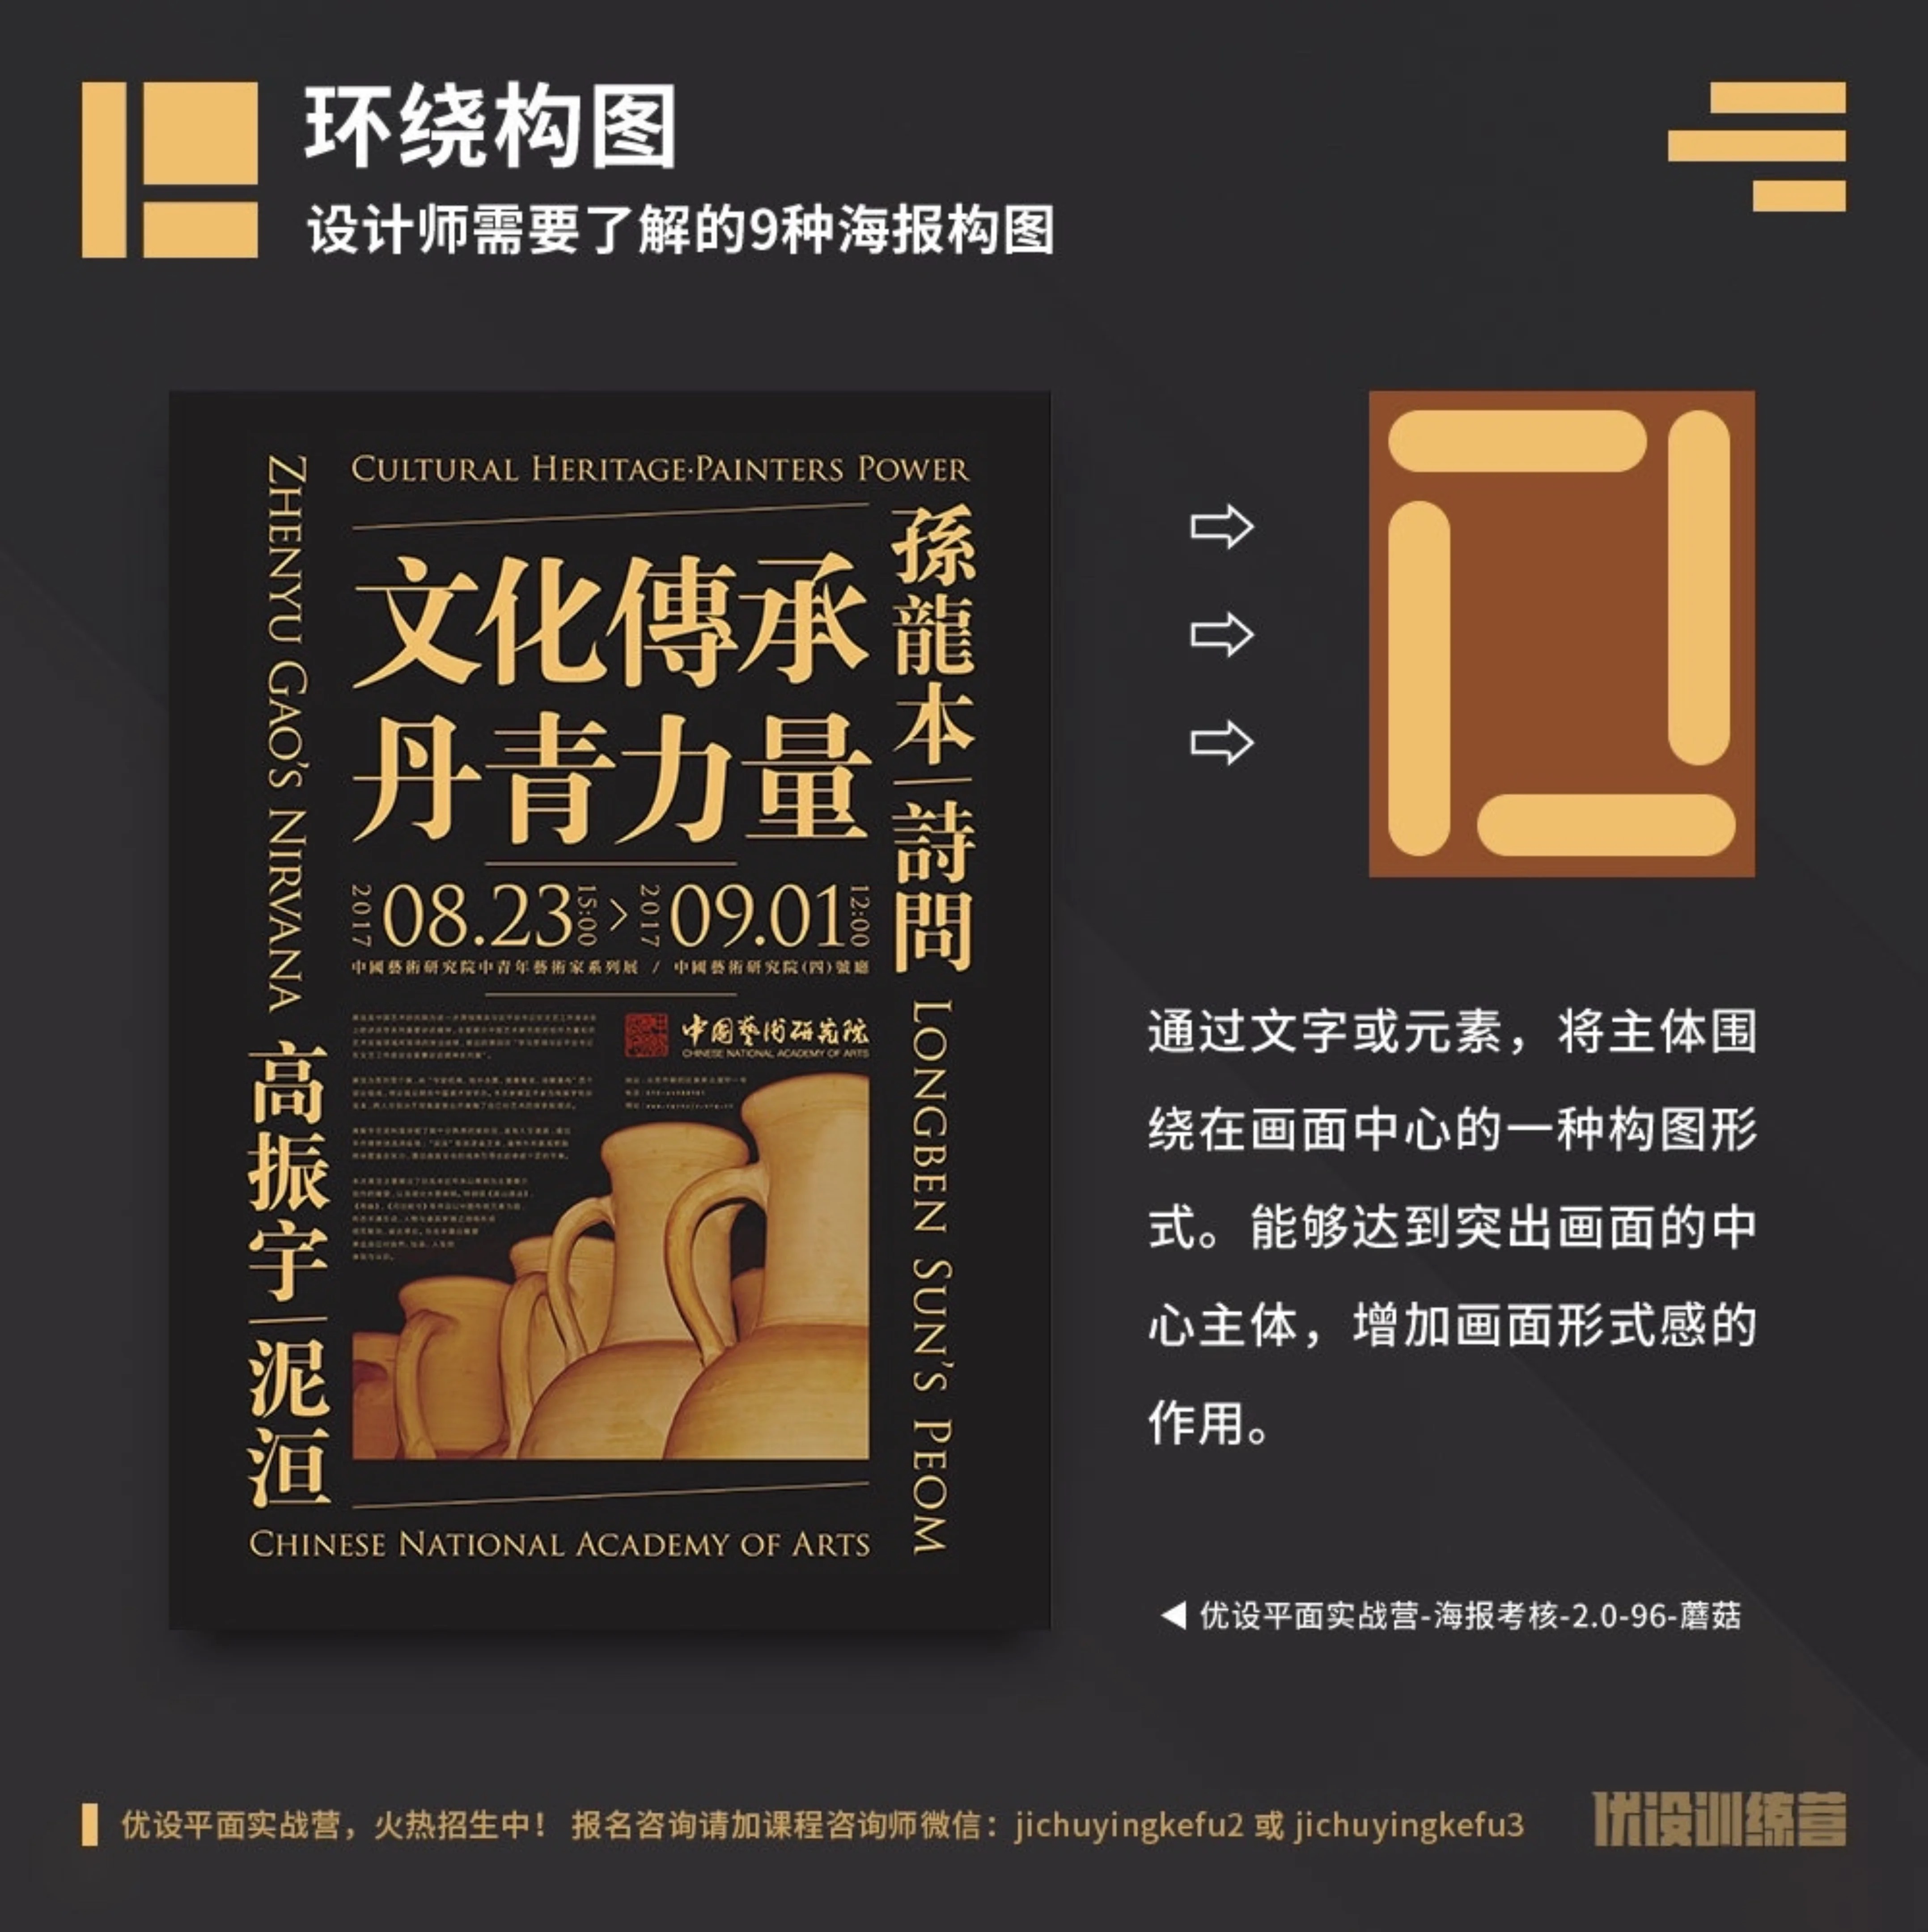 环绕构图
设计师需要了解的9种海报构图
CULTURAL HERITAGE·PAINTERS POWER
ZHENYU GAO'S NIRVANA
高振宇｜泥洹
文化傳承
丹青力量
2017 08.23 15:00 > 2017 09.01 12:00
中國藝術研究院中青年藝術家系列展 / 中國藝術研究院(四)號廳
中国藝術研究院
CHINESE NATIONAL ACADEMY OF ARTS
孫龍本｜詩問
LONGBEN SUN'S PEOM
CHINESE NATIONAL ACADEMY OF ARTS
通过文字或元素，将主体围
绕在画面中心的一种构图形
式。能够达到突出画面的中
心主体，增加画面形式感的
作用。
◀ 优设平面实战营-海报考核-2.0-96-蘑菇
优设平面实战营，火热招生中！ 报名咨询请加课程咨询师微信：jichuyingkefu2 或 jichuyingkefu3
优设训练营